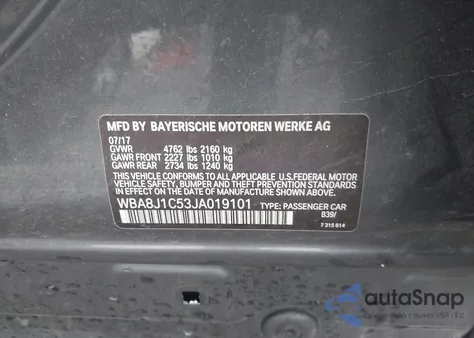 MFD BY BAYERISCHE MOTOREN WERKE AG
07/17
GVWR 4762 lbs 2160 kg
GAWR FRONT 2227 lbs 1010 kg
GAWR REAR 2734 lbs 1240 kg
THIS VEHICLE CONFORMS TO ALL APPLICABLE U.S.FEDERAL MOTOR
VEHICLE SAFETY, BUMPER AND THEFT PREVENTION STANDARDS IN
EFFECT ON THE DATE OF MANUFACTURE SHOWN ABOVE.
WBA8J1C53JA019101 TYPE: PASSENGER CAR
B39/
7 315 814
autoSnap